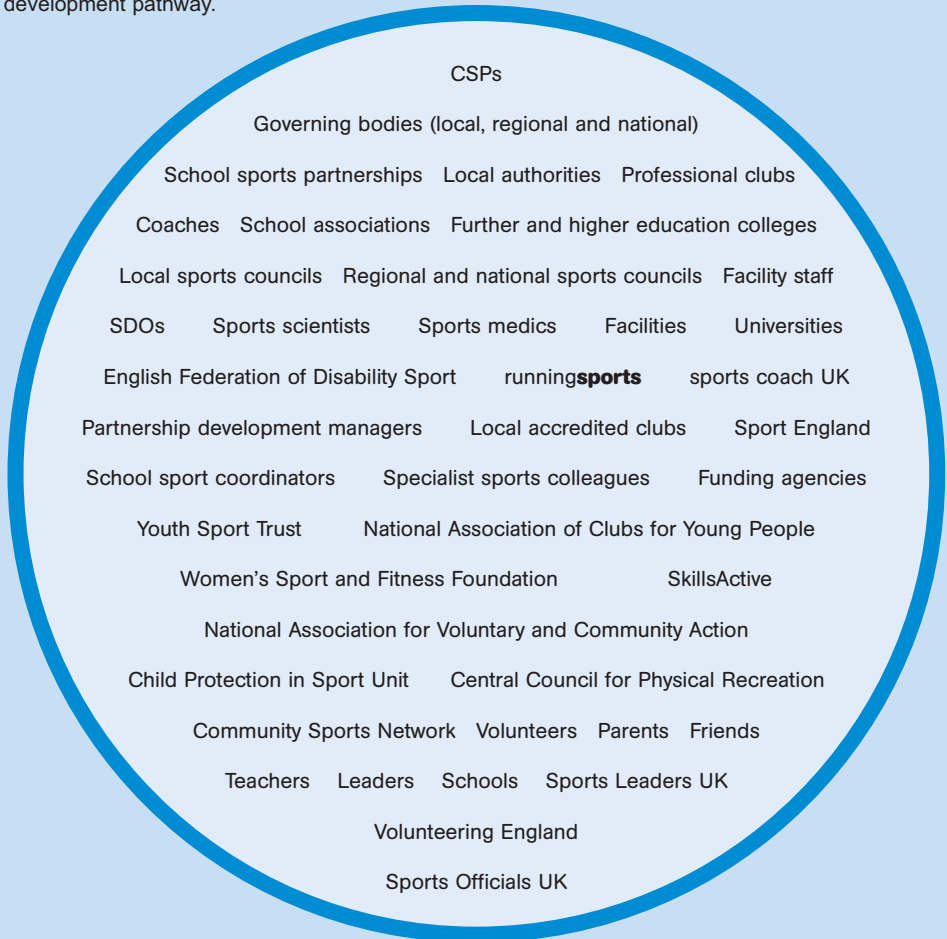 development pathway.
CSPs
Governing bodies (local, regional and national)
School sports partnerships Local authorities Professional clubs
Coaches School associations Further and higher education colleges
Local sports councils Regional and national sports councils Facility staff
SDOs Sports scientists Sports medics Facilities Universities
English Federation of Disability Sport runningsports sports coach UK
Partnership development managers Local accredited clubs Sport England
School sport coordinators Specialist sports colleagues Funding agencies
Youth Sport Trust National Association of Clubs for Young People
Women's Sport and Fitness Foundation SkillsActive
National Association for Voluntary and Community Action
Child Protection in Sport Unit Central Council for Physical Recreation
Community Sports Network Volunteers Parents Friends
Teachers Leaders Schools Sports Leaders UK
Volunteering England
Sports Officials UK